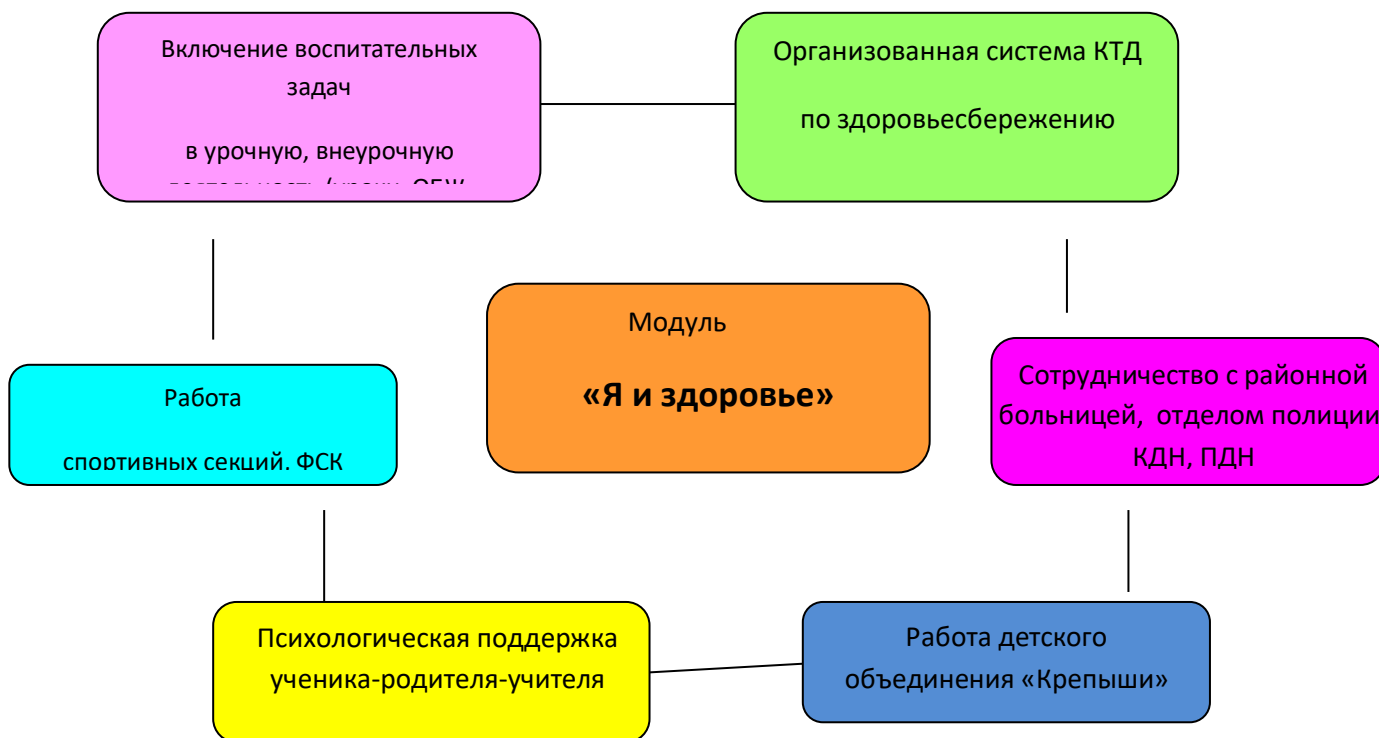 Включение воспитательных
задач
в урочную, внеурочную
Организованная система КТД
по здоровьесбережению
Модуль
«Я и здоровье»
Работа
спортивных секций. ФСК
Сотрудничество с районной
больницей, отделом полиции
КДН, ПДН
Психологическая поддержка
ученика-родителя-учителя
Работа детского
объединения «Крепыши»